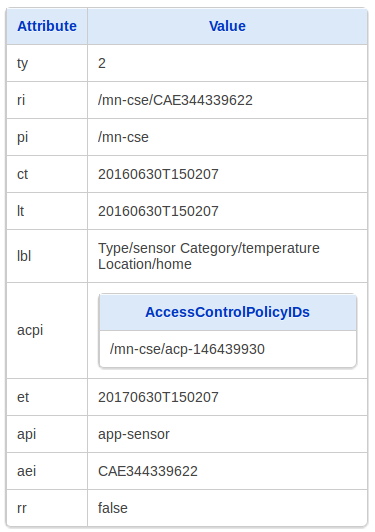 Attribute Value
ty 2
ri /mn-cse/CAE344339622
pi /mn-cse
ct 20160630T150207
lt 20160630T150207
lbl Type/sensor Category/temperature
Location/home
acpi AccessControlPolicyIDs
/mn-cse/acp-146439930
et 20170630T150207
api app-sensor
aei CAE344339622
rr false